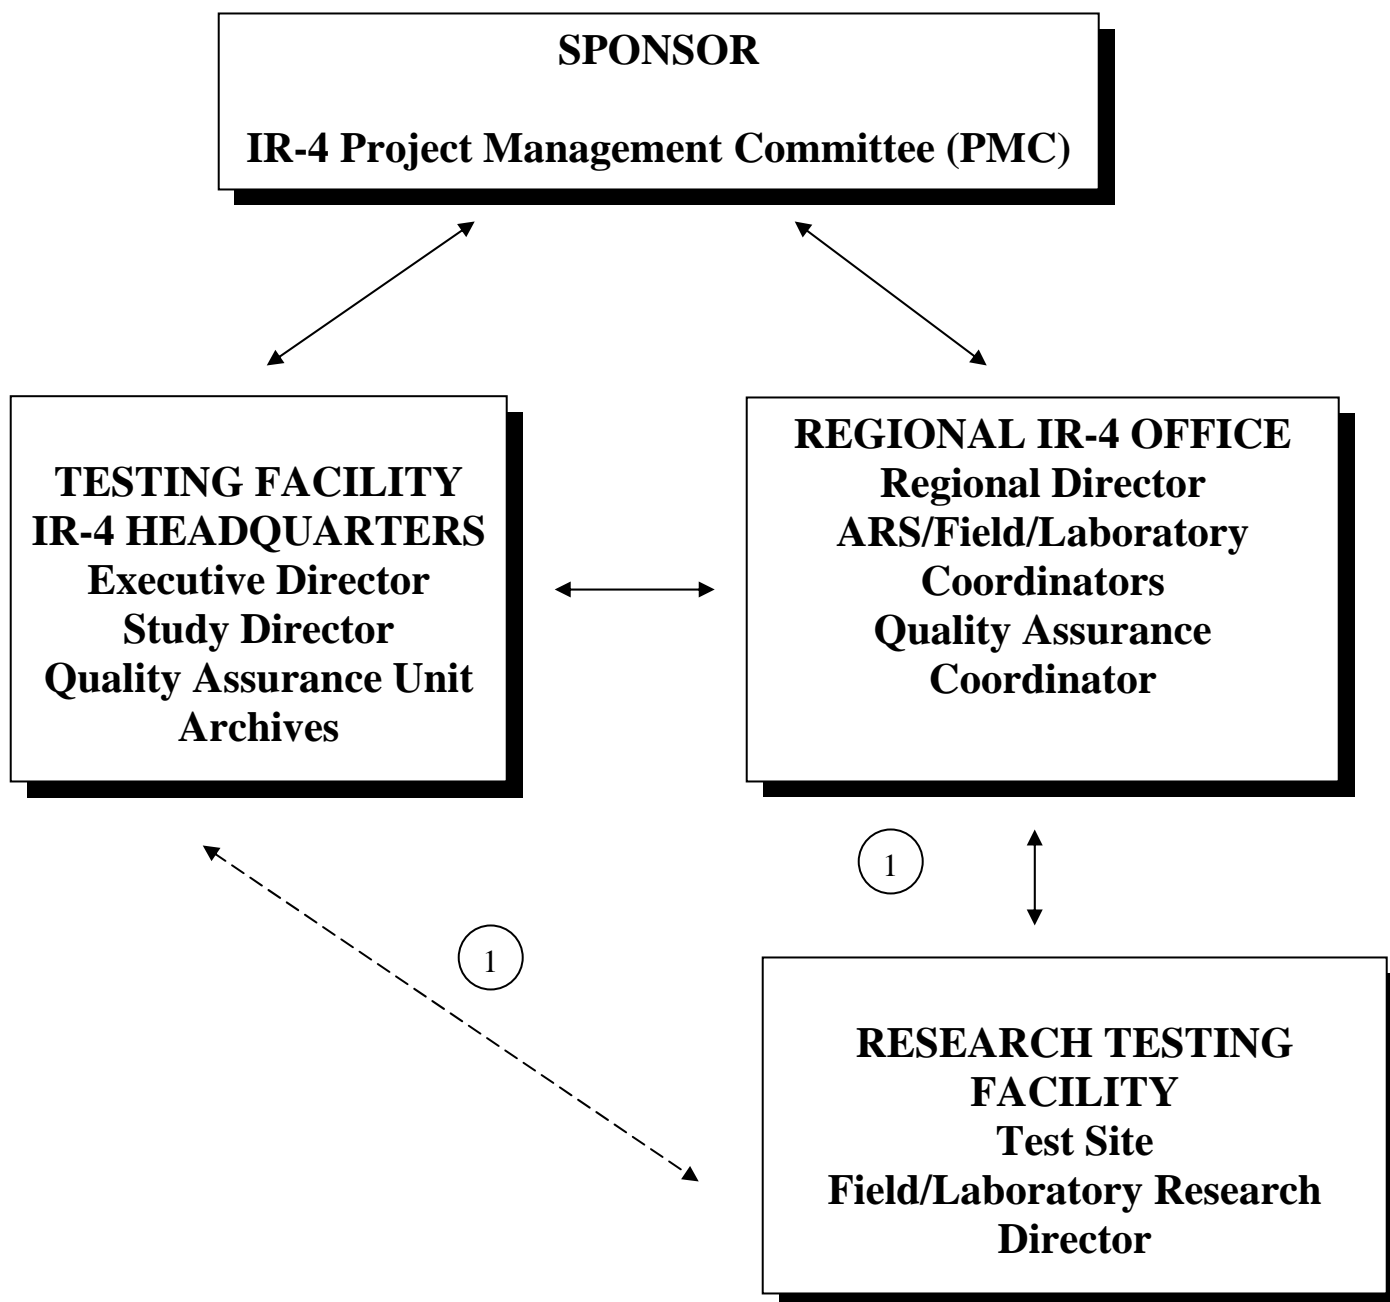 SPONSOR
IR-4 Project Management Committee (PMC)
TESTING FACILITY
IR-4 HEADQUARTERS
Executive Director
Study Director
Quality Assurance Unit
Archives
REGIONAL IR-4 OFFICE
Regional Director
ARS/Field/Laboratory
Coordinators
Quality Assurance
Coordinator
1
1
RESEARCH TESTING
FACILITY
Test Site
Field/Laboratory Research
Director